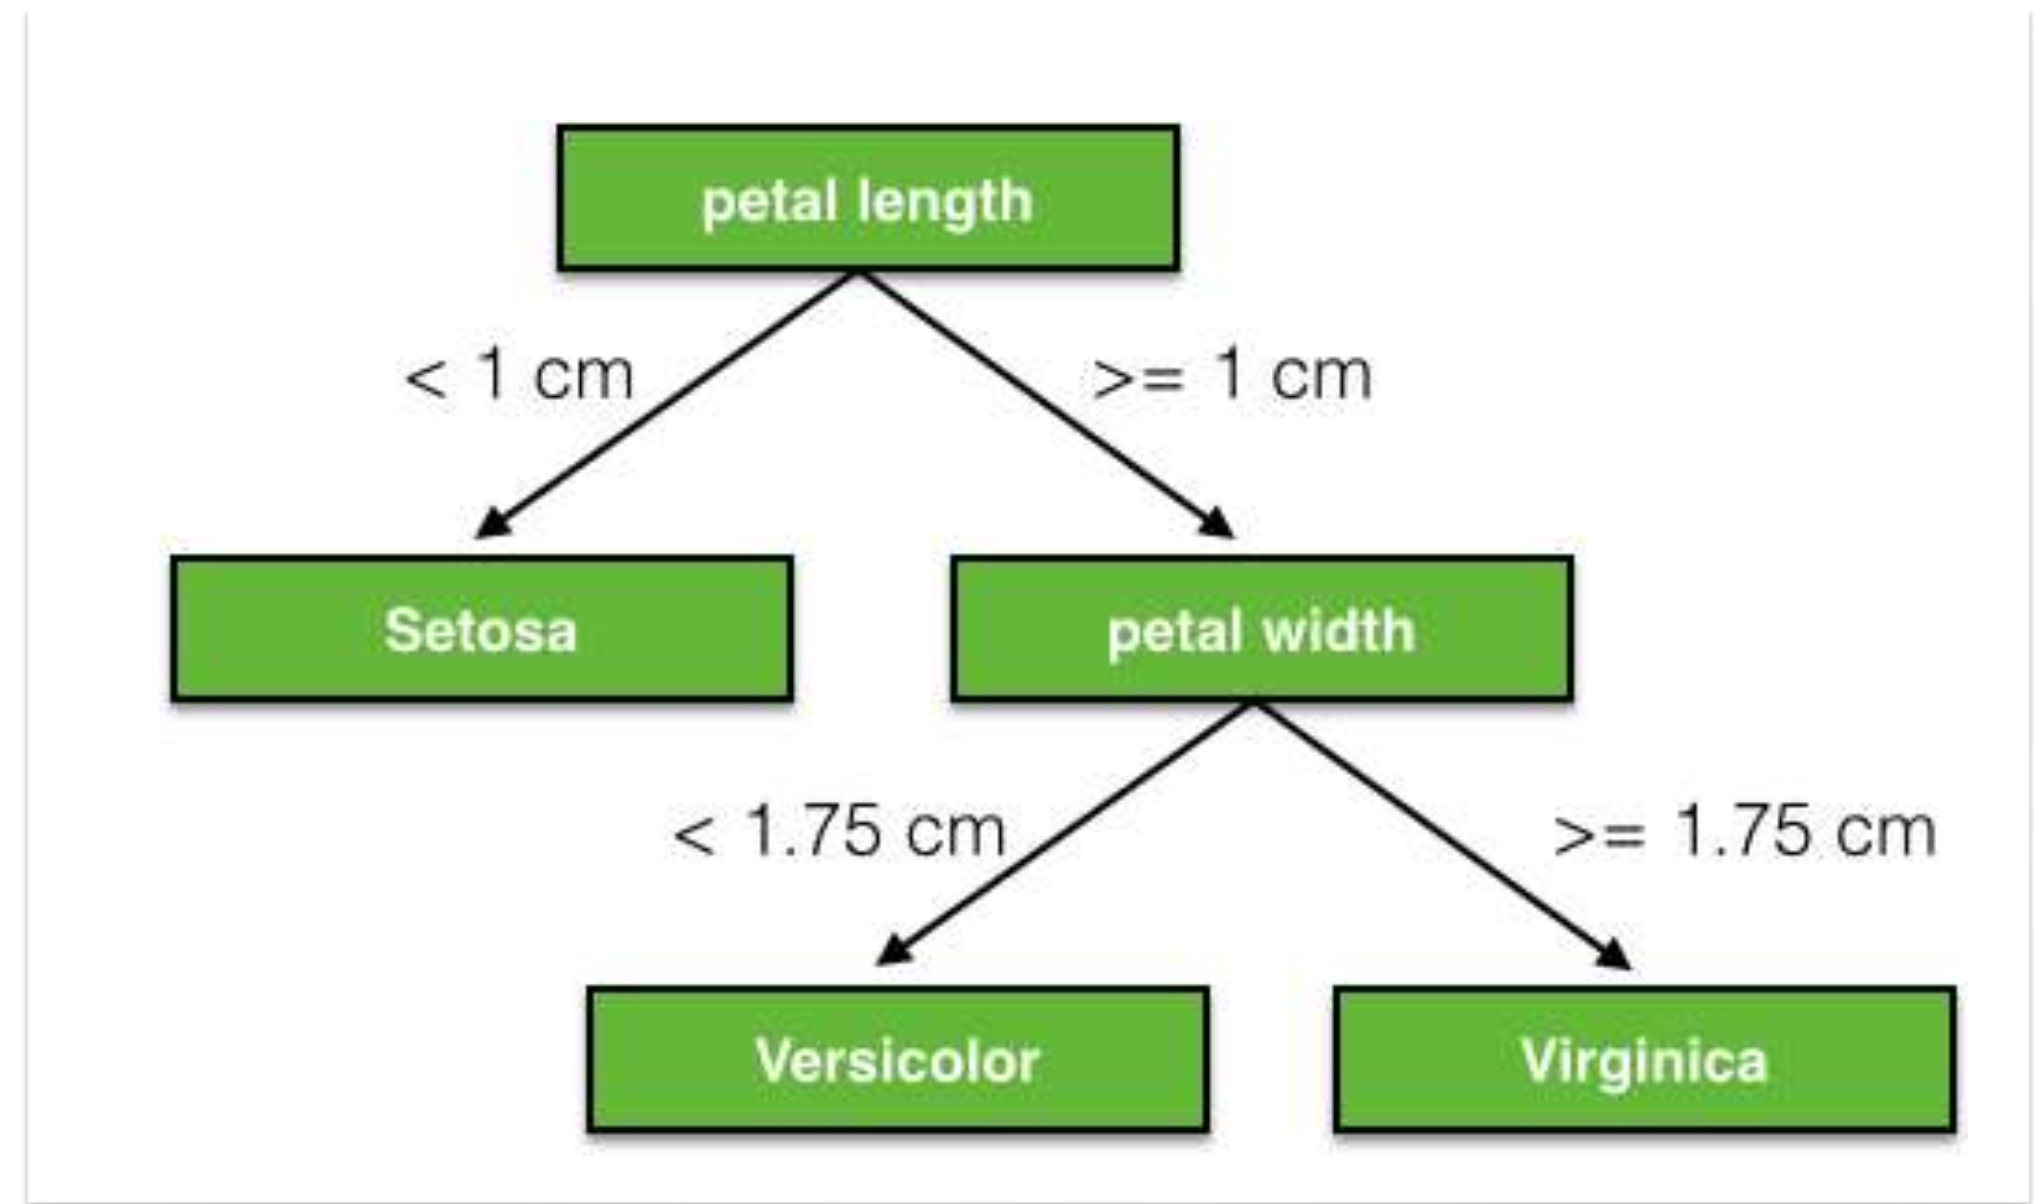 petal length
< 1 cm
>= 1 cm
Setosa
petal width
< 1.75 cm
>= 1.75 cm
Versicolor
Virginica